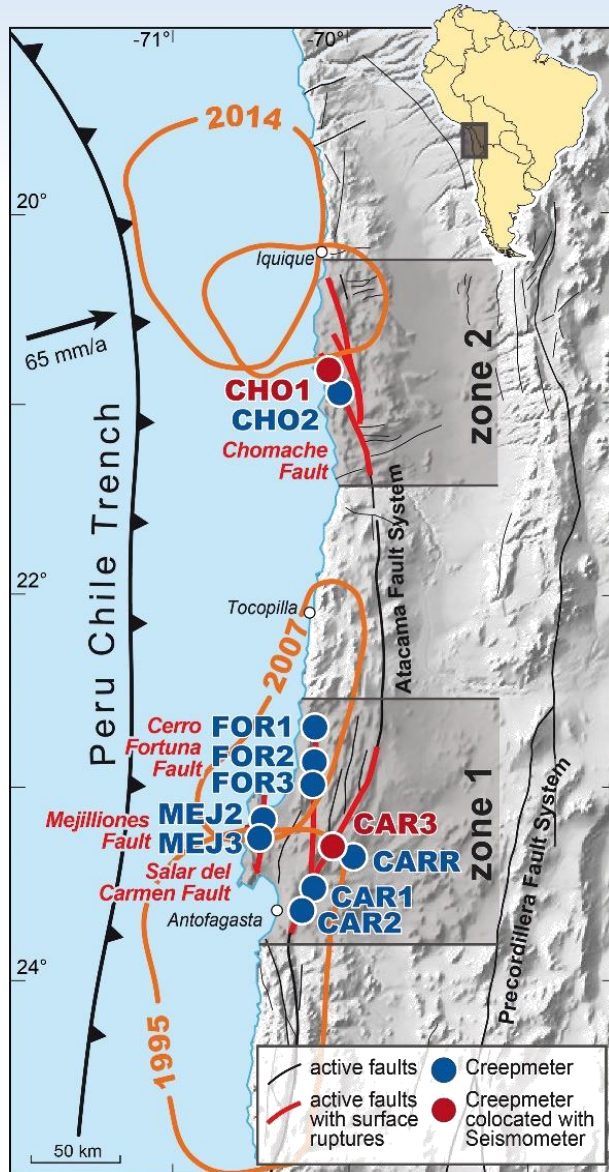 -71°
-70°
2014
20°
Iquique
65 mm/a
CHO1
CHO2
Chomache
Fault
zone 2
Peru Chile Trench
Atacama Fault System
22°
Tocopilla
2007
Cerro
Fortuna
Fault
FOR1
FOR2
FOR3
Mejilliones
Fault
MEJ2
MEJ3
CAR3
CARR
Salar del
Carmen Fault
CAR1
CAR2
Antofagasta
zone 1
Precordillera Fault System
24°
1995
active faults
active faults
with surface
ruptures
Creepmeter
Creepmeter
colocated with
Seismometer
50 km